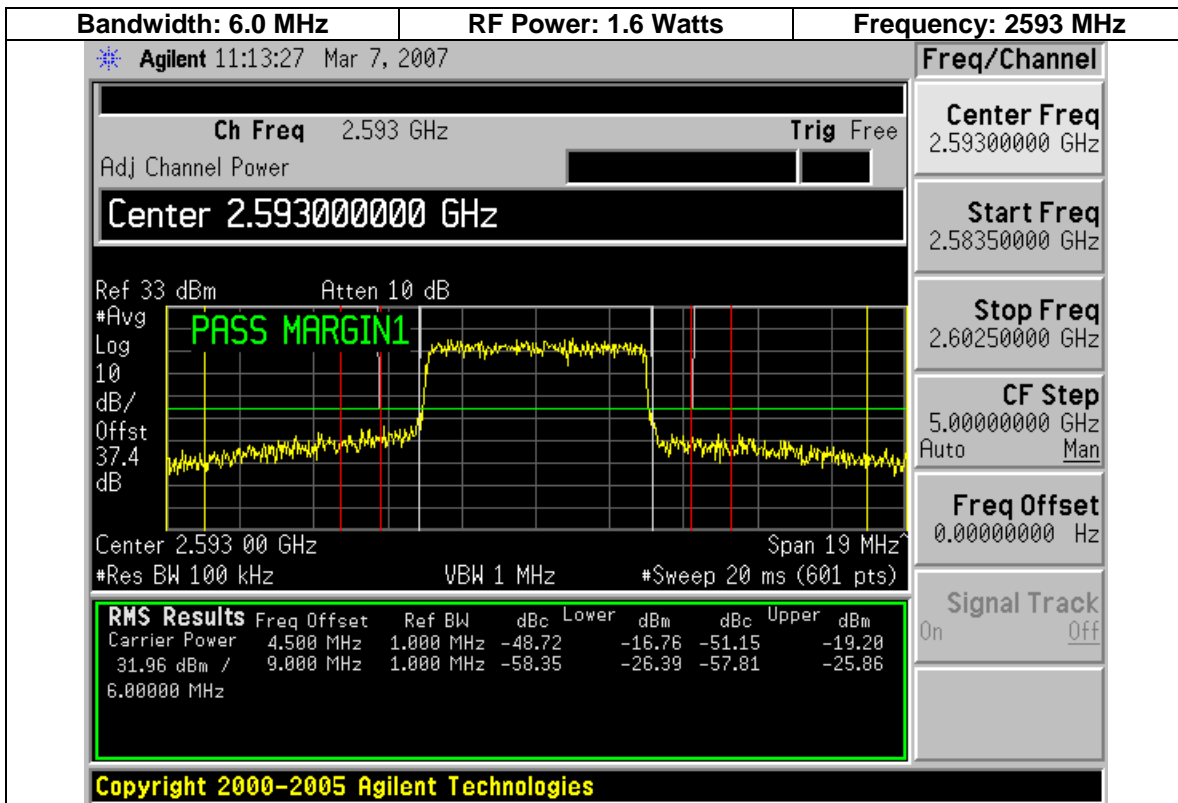 Bandwidth: 6.0 MHz RF Power: 1.6 Watts Frequency: 2593 MHz
Agilent 11:13:27 Mar 7, 2007 Freq/Channel
Ch Freq 2.593 GHz Trig Free
Adj Channel Power
Center 2.593000000 GHz
Ref 33 dBm Atten 10 dB
#Avg
Log
10
dB/
Offst
37.4
dB
PASS MARGIN1
Center 2.593 00 GHz Span 19 MHz^
#Res BW 100 kHz VBW 1 MHz #Sweep 20 ms (601 pts)
RMS Results Freq Offset Ref BW dBc Lower dBm dBc Upper dBm
Carrier Power 4.500 MHz 1.000 MHz -48.72 -16.76 -51.15 -19.20
31.96 dBm / 9.000 MHz 1.000 MHz -58.35 -26.39 -57.81 -25.86
6.00000 MHz
Copyright 2000-2005 Agilent Technologies
Center Freq
2.59300000 GHz
Start Freq
2.58350000 GHz
Stop Freq
2.60250000 GHz
CF Step
5.00000000 GHz
Auto Man
Freq Offset
0.00000000 Hz
Signal Track
On Off